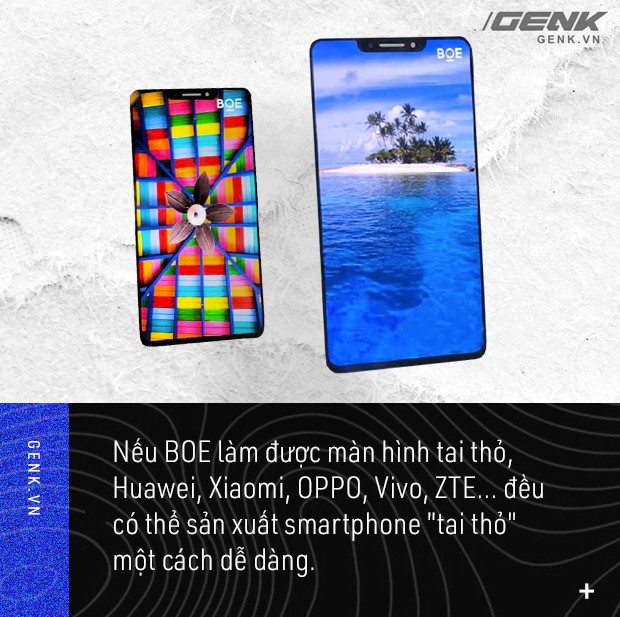 GENK
GENK.VN
BOE
BOE
GENK.VN
Nếu BOE làm được màn hình tai thỏ,
Huawei, Xiaomi, OPPO, Vivo, ZTE... đều
có thể sản xuất smartphone "tai thỏ"
một cách dễ dàng.
+